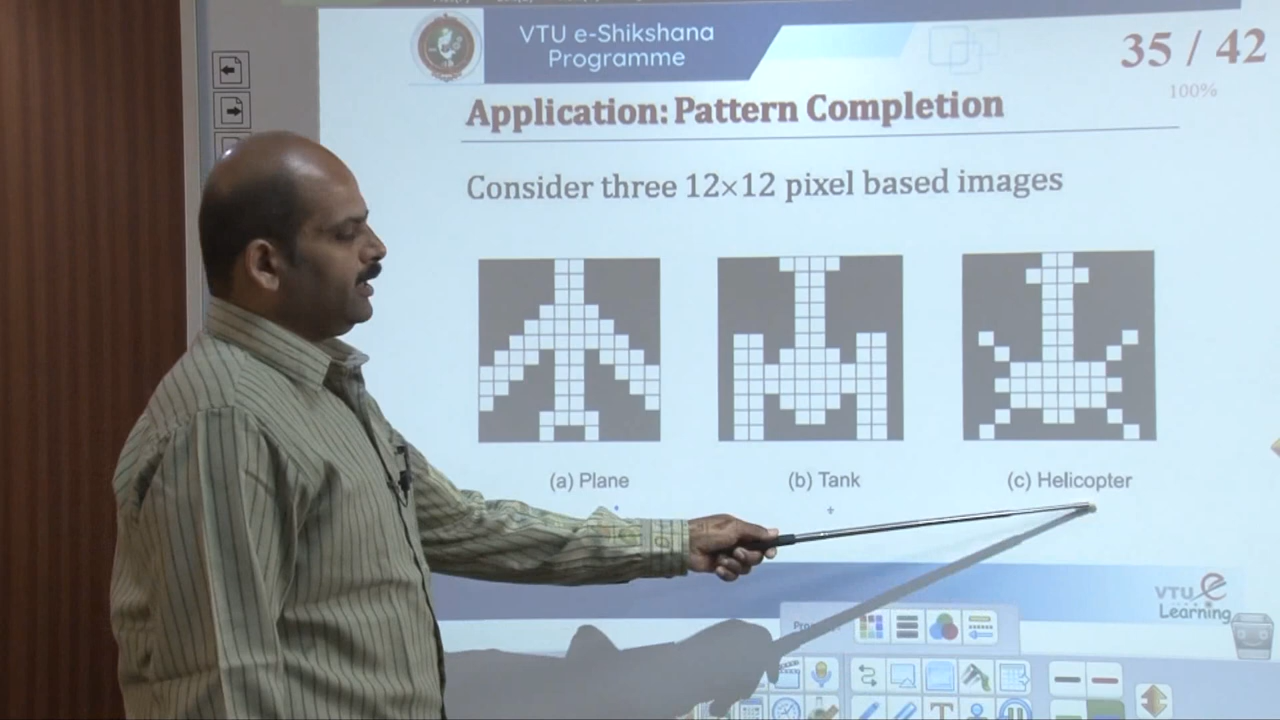 VTU e-Shikshana
Programme
35 / 42
100%
Application: Pattern Completion
Consider three 12×12 pixel based images
(a) Plane
(b) Tank
(c) Helicopter
VTU e
Learning